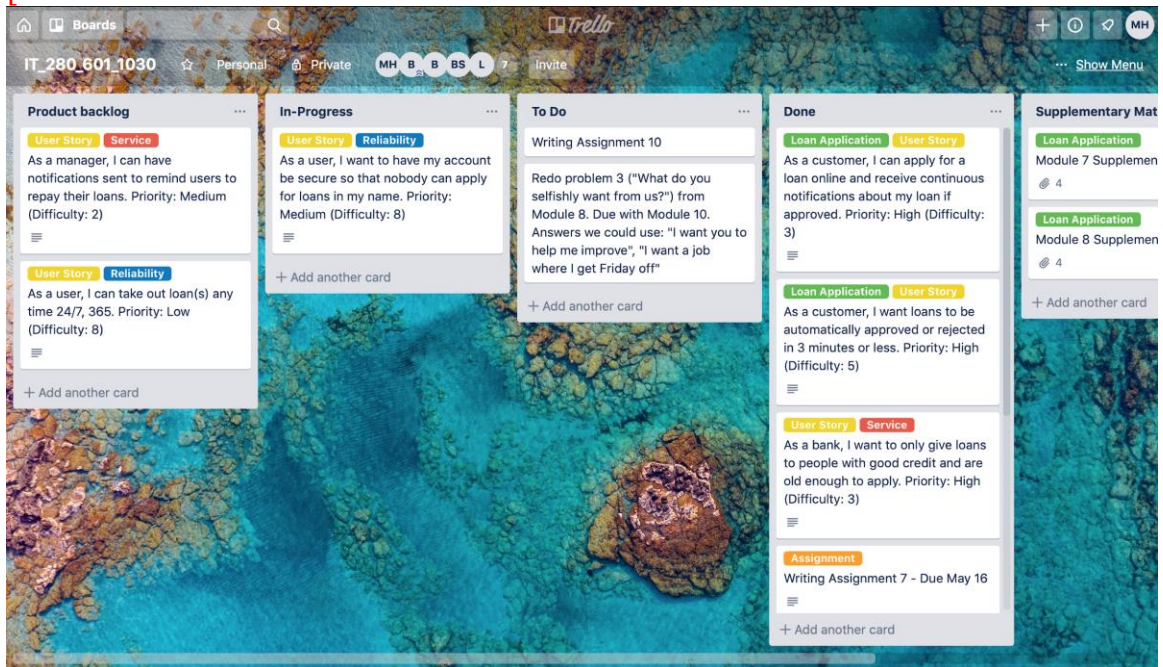 Boards
Trello
MH
IT_280_601_1030
Personal
Private
MH B B BS L 7
Invite
... Show Menu
Product backlog ...
User Story Service
As a manager, I can have
notifications sent to remind users to
repay their loans. Priority: Medium
(Difficulty: 2)
User Story Reliability
As a user, I can take out loan(s) any
time 24/7, 365. Priority: Low
(Difficulty: 8)
+ Add another card
In-Progress ...
User Story Reliability
As a user, I want to have my account
be secure so that nobody can apply
for loans in my name. Priority:
Medium (Difficulty: 8)
+ Add another card
To Do ...
Writing Assignment 10
Redo problem 3 ("What do you
selfishly want from us?") from
Module 8. Due with Module 10.
Answers we could use: "I want you to
help me improve", "I want a job
where I get Friday off"
+ Add another card
Done ...
Loan Application User Story
As a customer, I can apply for a
loan online and receive continuous
notifications about my loan if
approved. Priority: High (Difficulty:
3)
Loan Application User Story
As a customer, I want loans to be
automatically approved or rejected
in 3 minutes or less. Priority: High
(Difficulty: 5)
User Story Service
As a bank, I want to only give loans
to people with good credit and are
old enough to apply. Priority: High
(Difficulty: 3)
Assignment
Writing Assignment 7 - Due May 16
+ Add another card
Supplementary Mat
Loan Application
Module 7 Supplemen
4
Loan Application
Module 8 Supplemen
4
+ Add another card